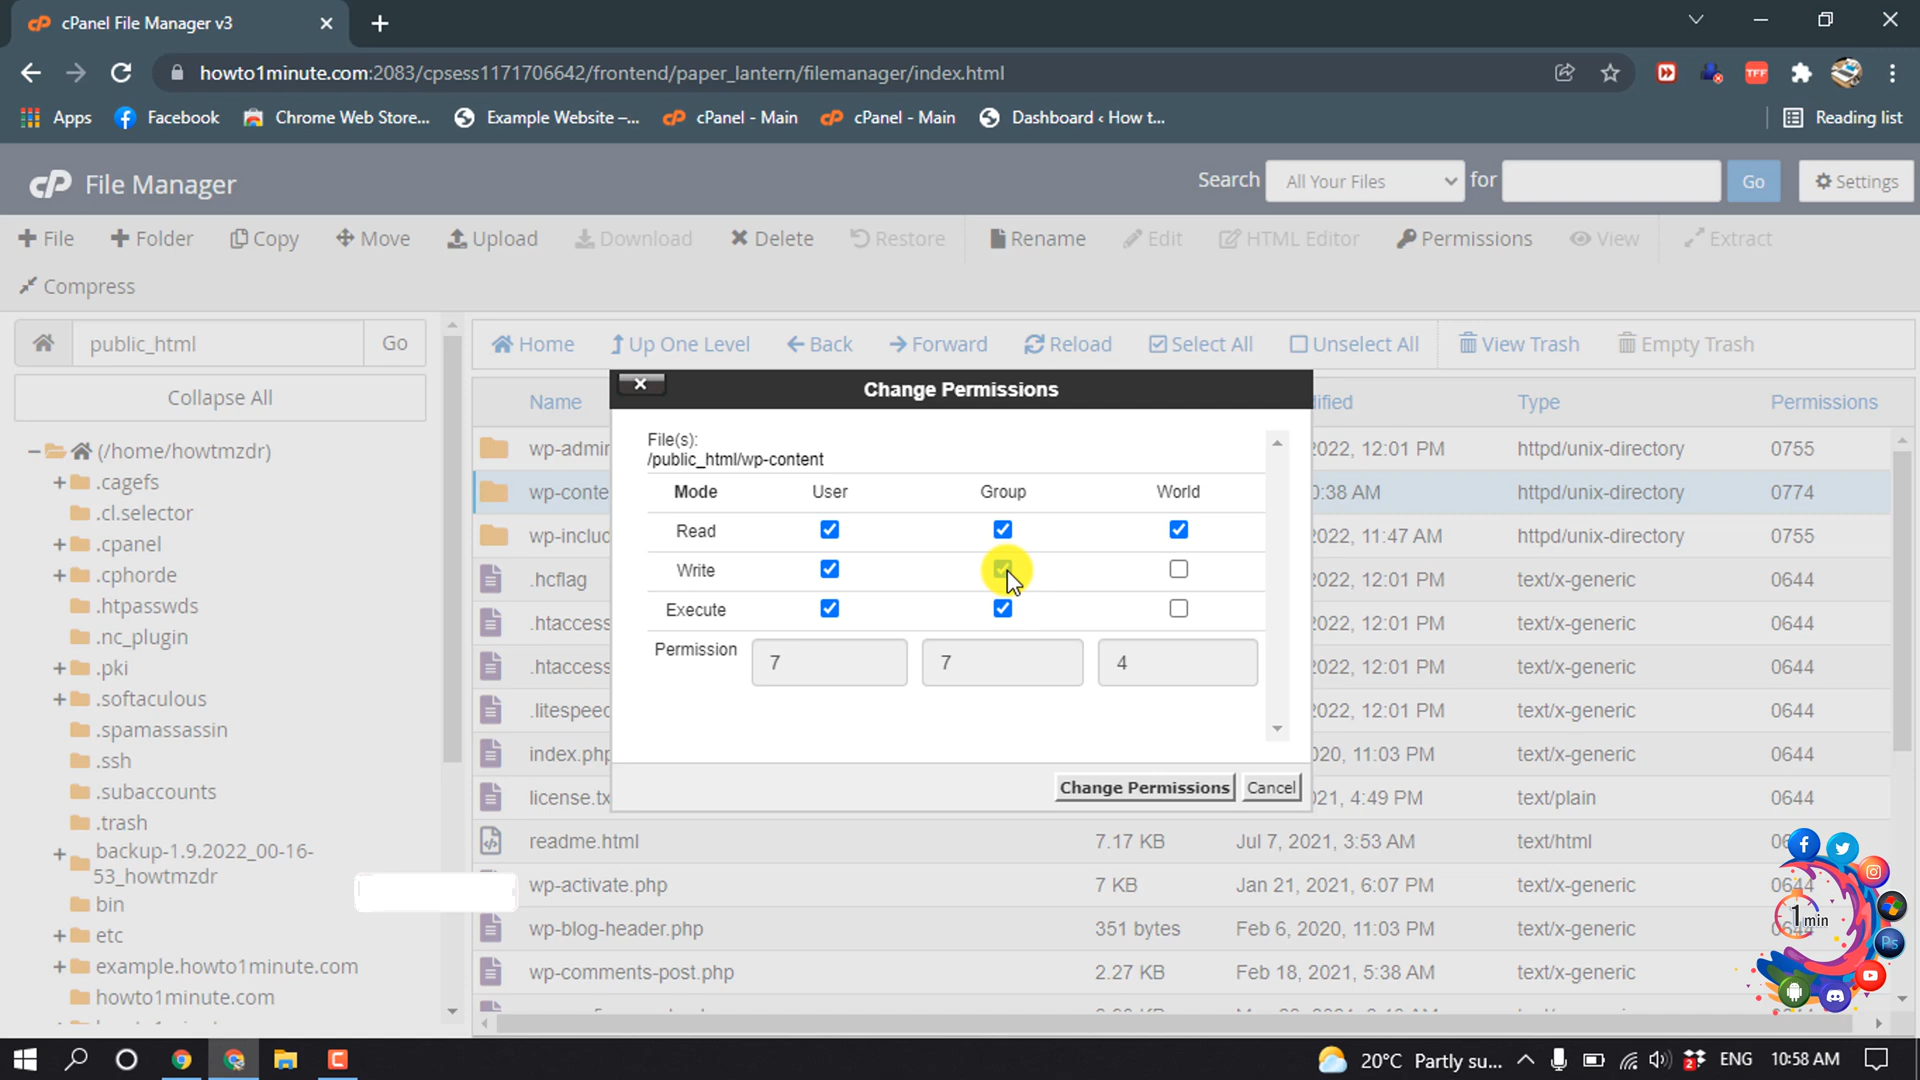 cPanel File Manager v3
howto1minute.com:2083/cpsess1171706642/frontend/paper_lantern/filemanager/index.html
Apps Facebook Chrome Web Store... Example Website –... cPanel - Main cPanel - Main Dashboard ‹ How t... Reading list
cP File Manager Search All Your Files for Go Settings
File Folder Copy Move Upload Download Delete Restore Rename Edit HTML Editor Permissions View Extract
Compress
public_html Go Home Up One Level Back Forward Reload Select All Unselect All View Trash Empty Trash
Collapse All
Name ified Type Permissions
Change Permissions
File(s):
/public_html/wp-content
Mode User Group World
Read
Write
Execute
Permission 7 7 4
Change Permissions Cancel
(/home/howtmzdr)
.cagefs
.cl.selector
.cpanel
.cphorde
.htpasswds
.nc_plugin
.pki
.softaculous
.spamassassin
.ssh
.subaccounts
.trash
backup-1.9.2022_00-16-
53_howtmzdr
bin
etc
example.howto1minute.com
howto1minute.com
wp-admin 2022, 12:01 PM httpd/unix-directory 0755
wp-conte 0:38 AM httpd/unix-directory 0774
wp-includ 2022, 11:47 AM httpd/unix-directory 0755
.hcflag 2022, 12:01 PM text/x-generic 0644
.htaccess 2022, 12:01 PM text/x-generic 0644
.htaccess 2022, 12:01 PM text/x-generic 0644
.litespeed 2022, 12:01 PM text/x-generic 0644
index.php 2020, 11:03 PM text/x-generic 0644
license.tx 021, 4:49 PM text/plain 0644
readme.html 7.17 KB Jul 7, 2021, 3:53 AM text/html
wp-activate.php 7 KB Jan 21, 2021, 6:07 PM text/x-generic 0644
wp-blog-header.php 351 bytes Feb 6, 2020, 11:03 PM text/x-generic 0644
wp-comments-post.php 2.27 KB Feb 18, 2021, 5:38 AM text/x-generic
1min
Ps
20°C Partly su... ENG 10:58 AM